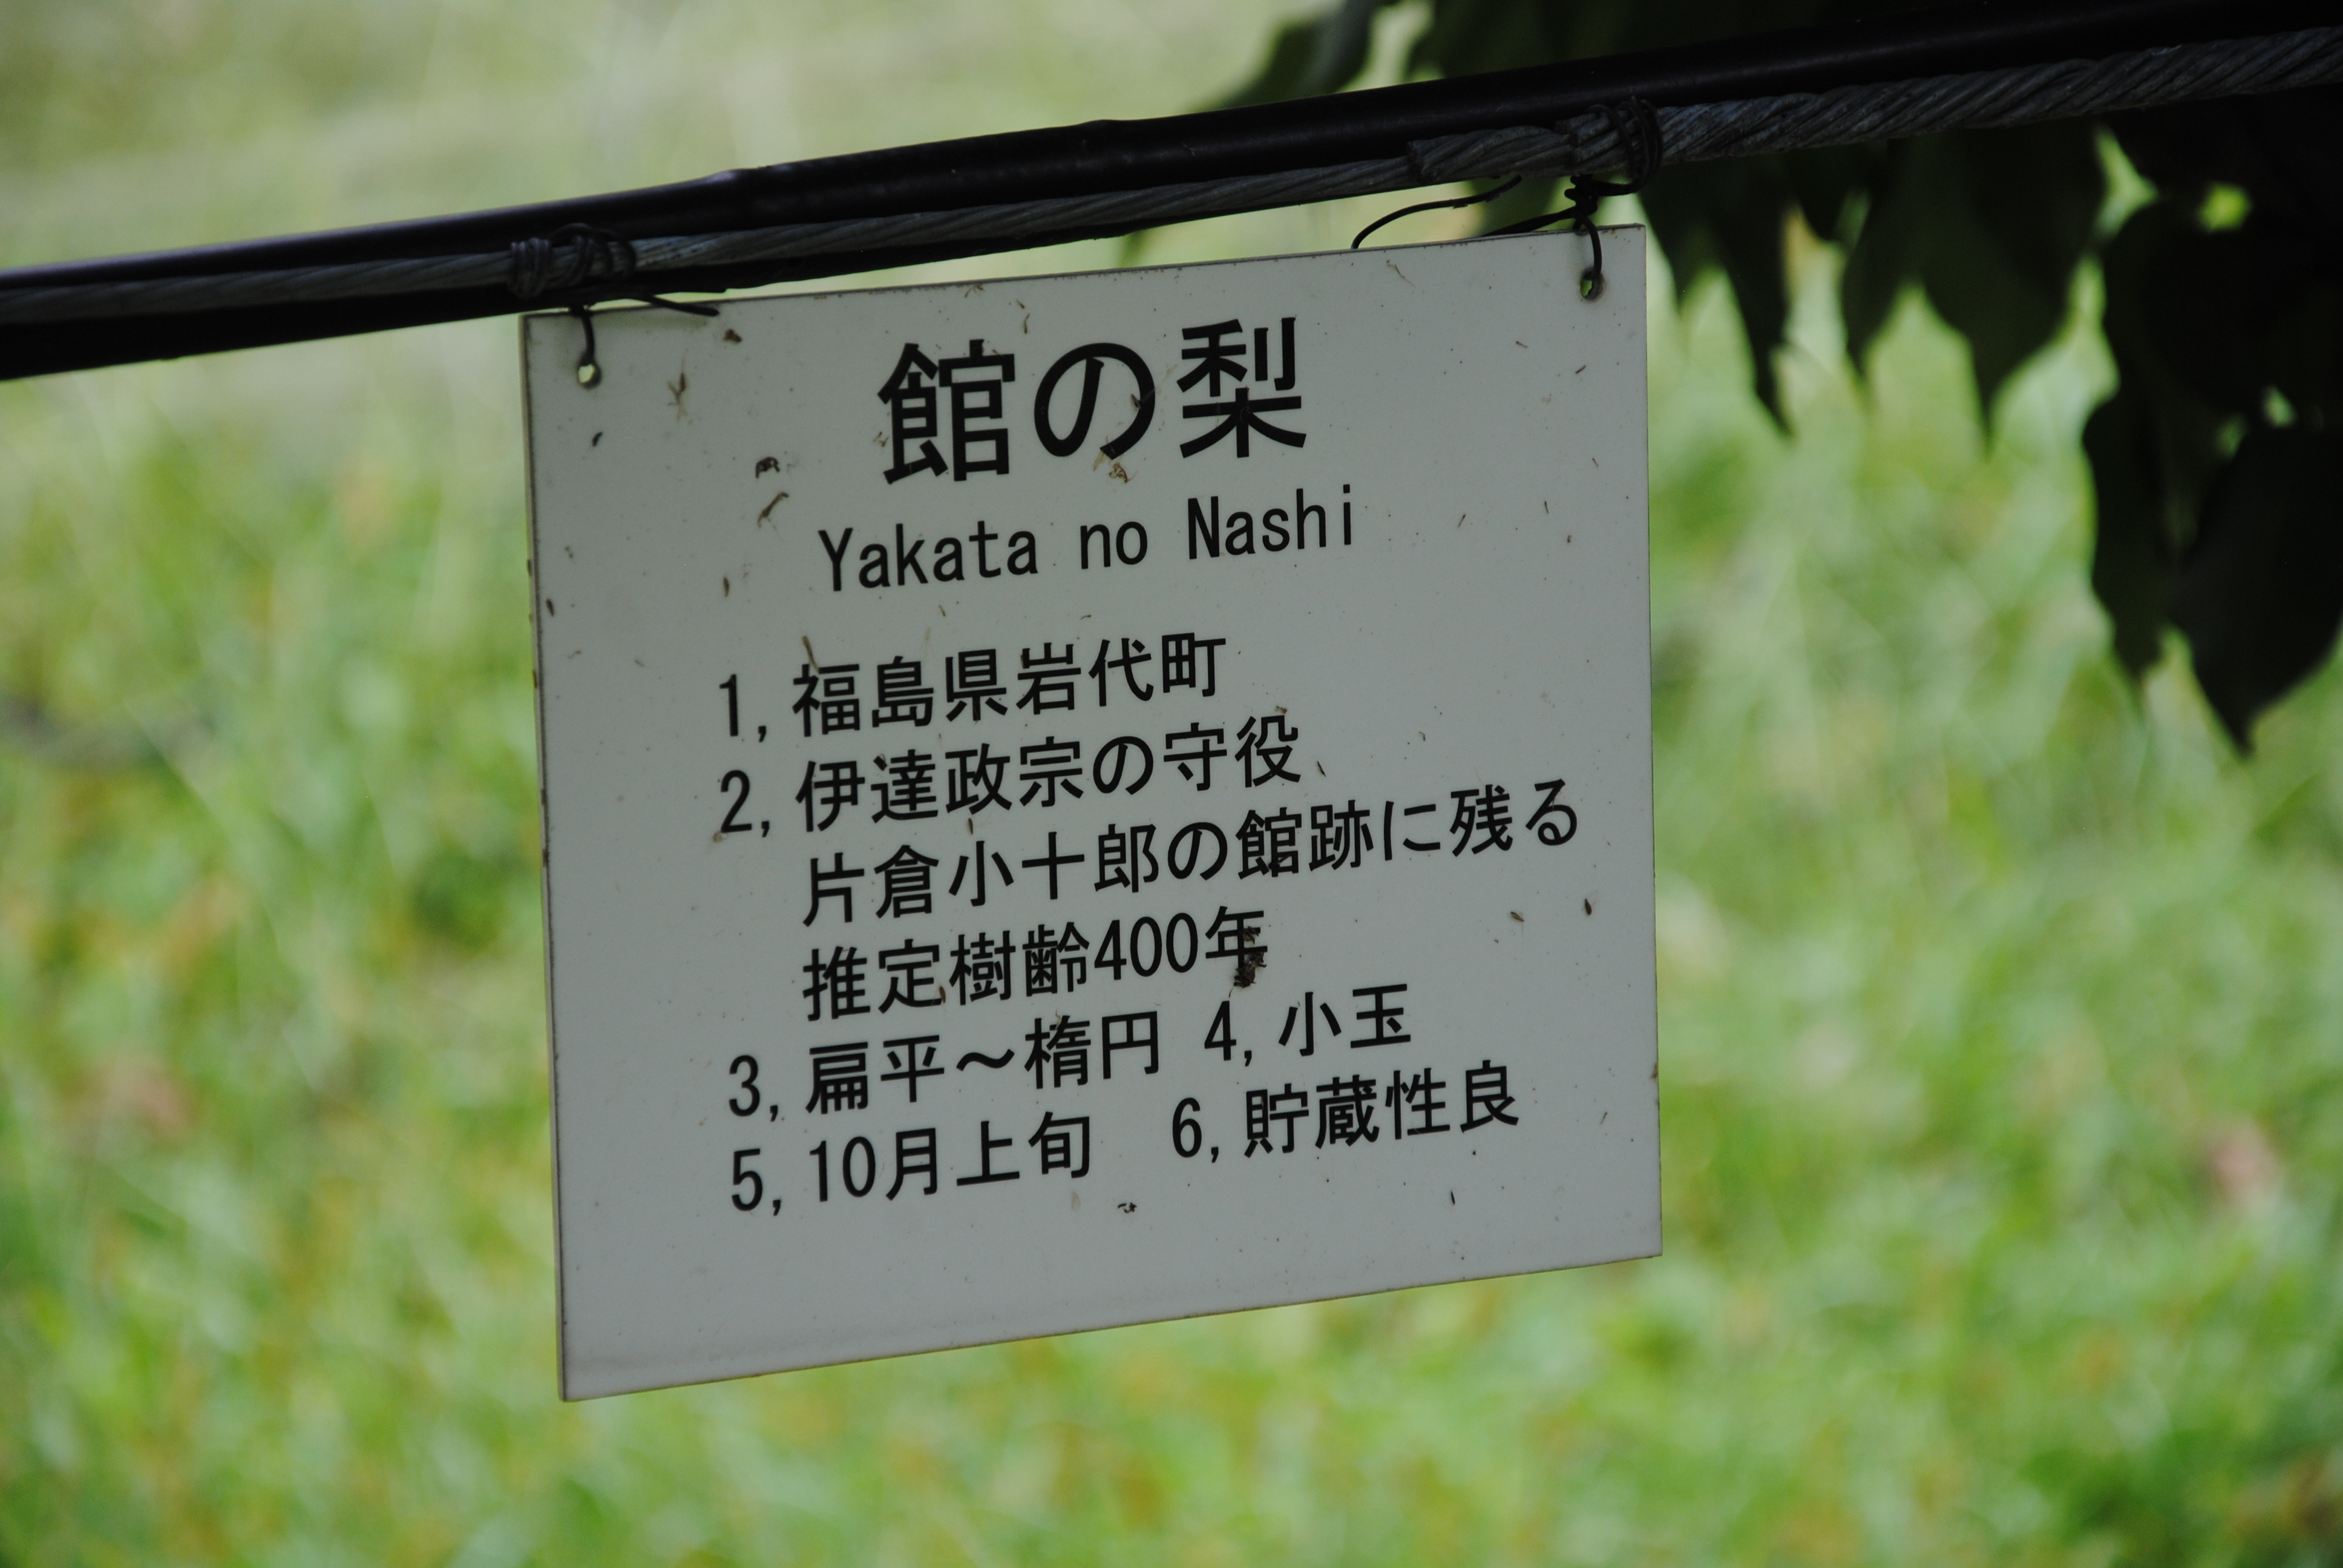 館の梨
Yakata no Nashi
1, 福島県岩代町
2, 伊達政宗の守役
片倉小十郎の館跡に残る
推定樹齢400年
3, 扁平～楕円 4, 小玉
5, 10月上旬 6, 貯蔵性良